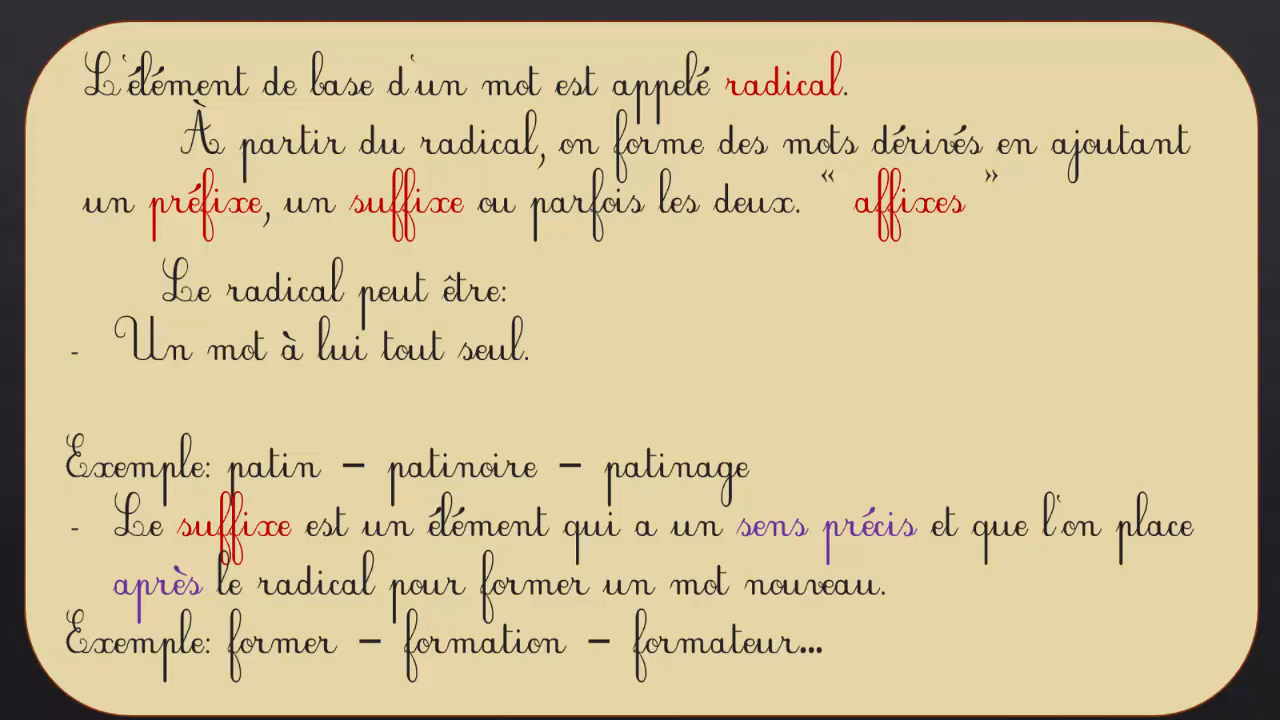 L'élément de base d'un mot est appelé radical.
À partir du radical, on forme des mots dérivés en ajoutant
un préfixe, un suffixe ou parfois les deux. " affixes "
Le radical peut être:
- Un mot à lui tout seul.
Exemple: patin – patinoire – patinage
- Le suffixe est un élément qui a un sens précis et que l'on place
après le radical pour former un mot nouveau.
Exemple: former – formation – formateur...